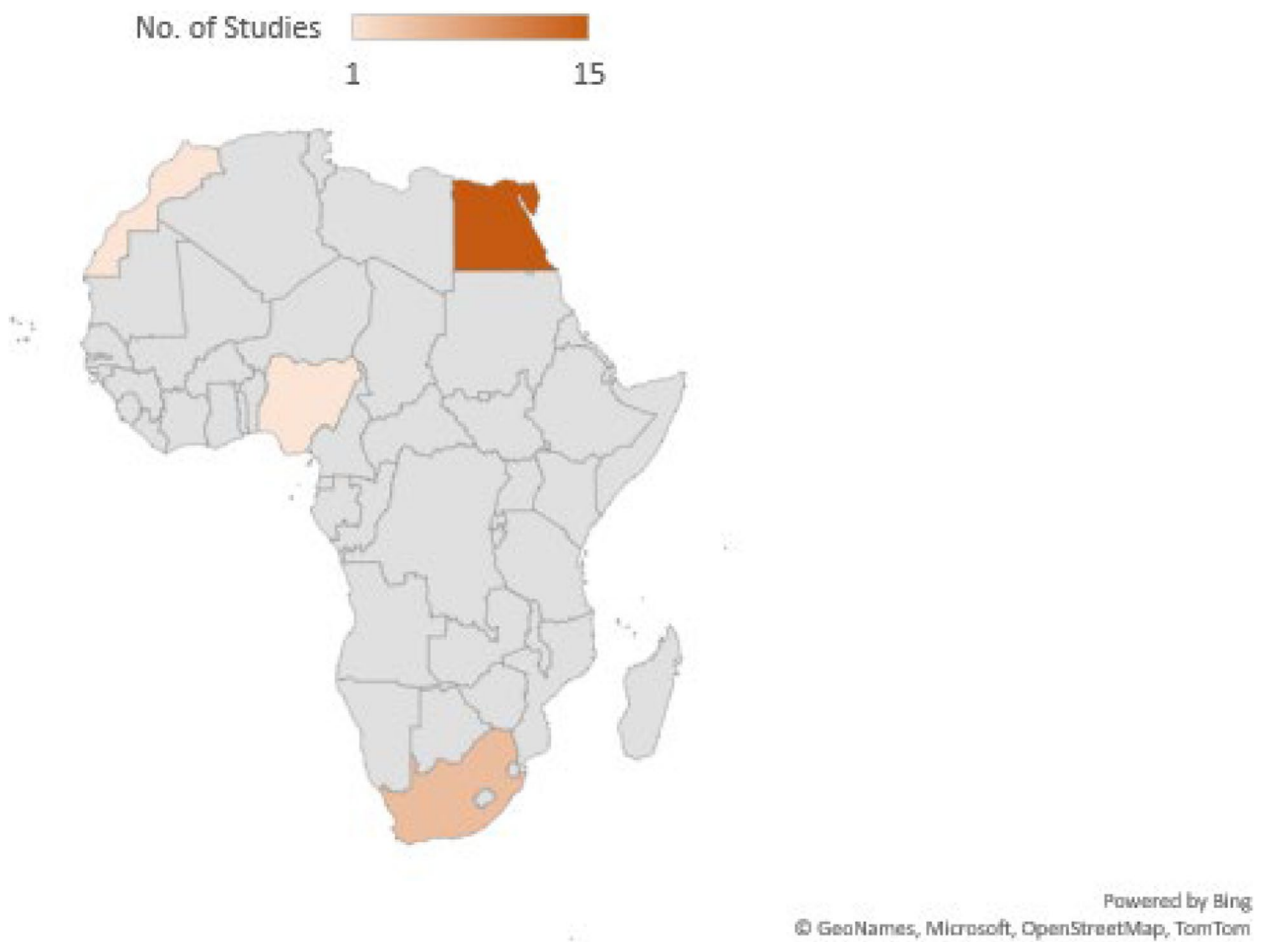 No. of Studies
1 15
Powered by Bing
© GeoNames, Microsoft, OpenStreetMap, TomTom